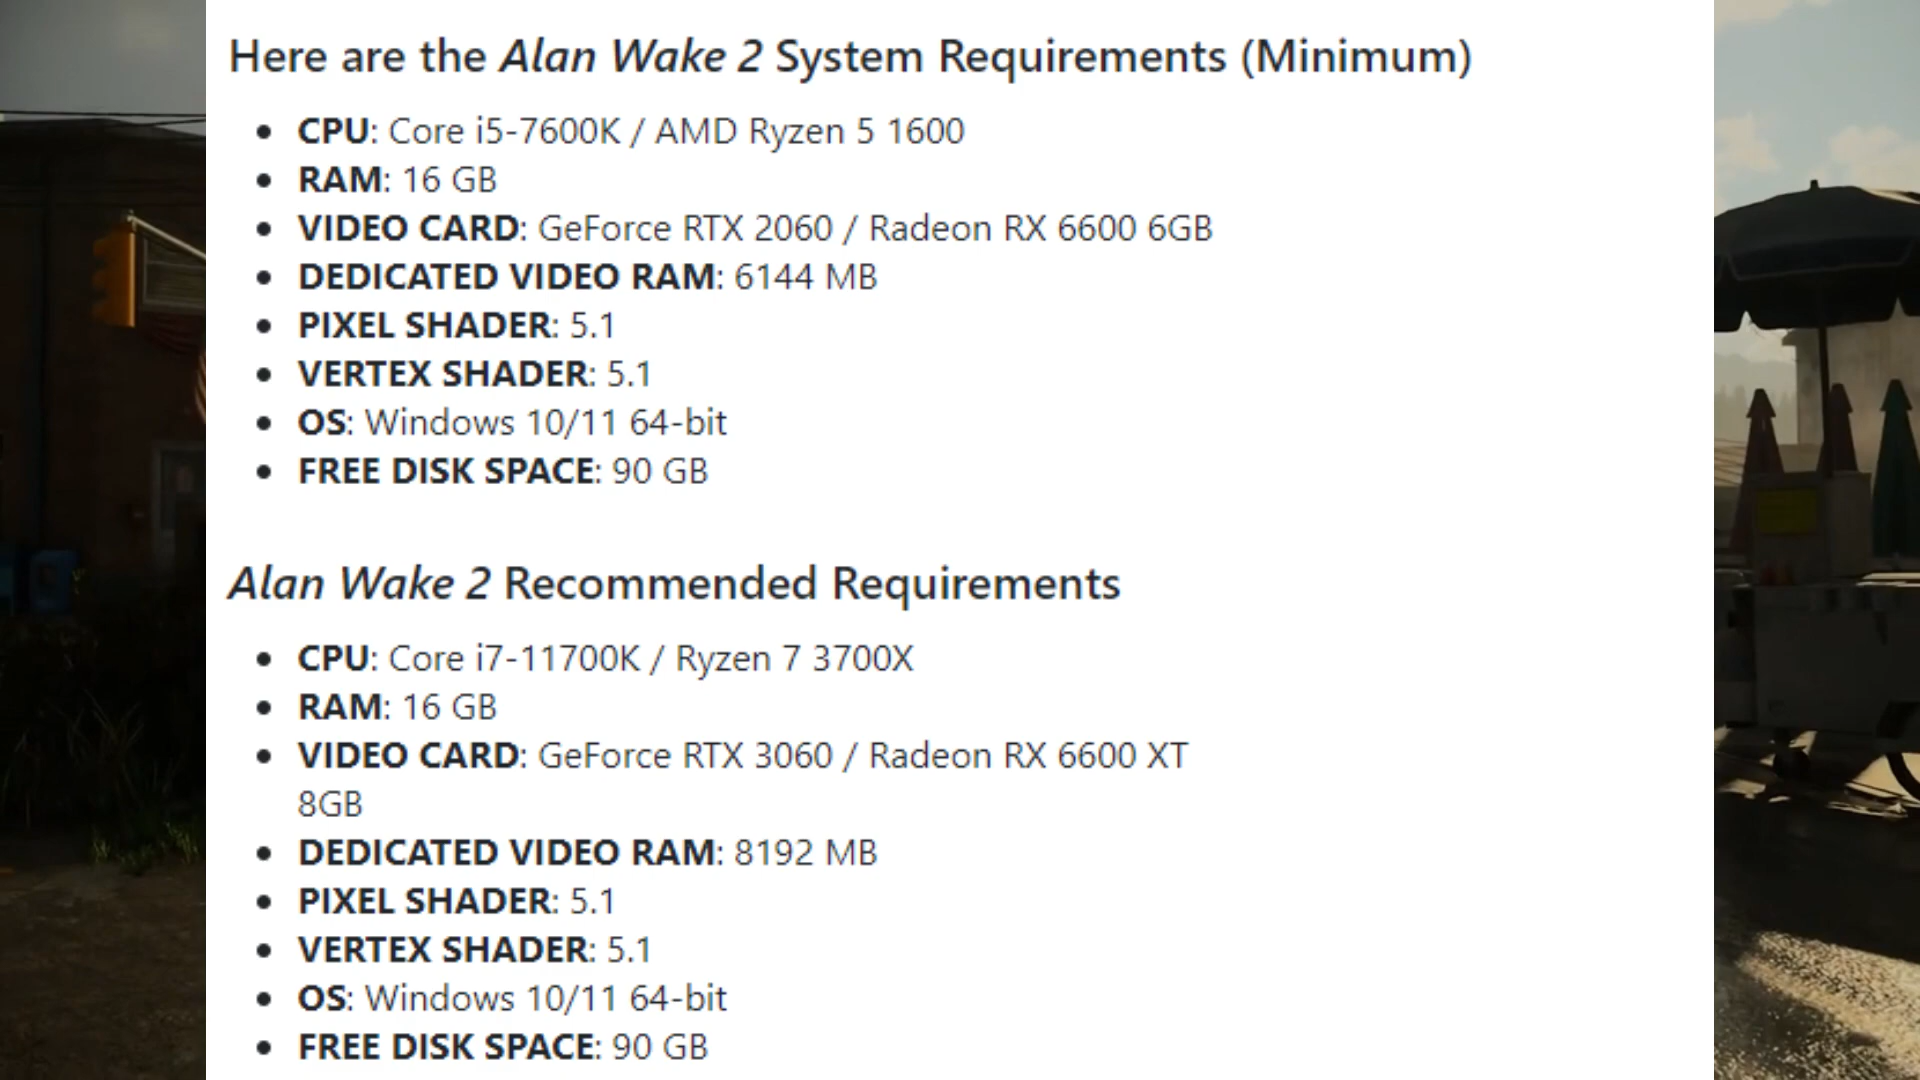 Here are the Alan Wake 2 System Requirements (Minimum)
• CPU: Core i5-7600K / AMD Ryzen 5 1600
• RAM: 16 GB
• VIDEO CARD: GeForce RTX 2060 / Radeon RX 6600 6GB
• DEDICATED VIDEO RAM: 6144 MB
• PIXEL SHADER: 5.1
• VERTEX SHADER: 5.1
• OS: Windows 10/11 64-bit
• FREE DISK SPACE: 90 GB
Alan Wake 2 Recommended Requirements
• CPU: Core i7-11700K / Ryzen 7 3700X
• RAM: 16 GB
• VIDEO CARD: GeForce RTX 3060 / Radeon RX 6600 XT
8GB
• DEDICATED VIDEO RAM: 8192 MB
• PIXEL SHADER: 5.1
• VERTEX SHADER: 5.1
• OS: Windows 10/11 64-bit
• FREE DISK SPACE: 90 GB